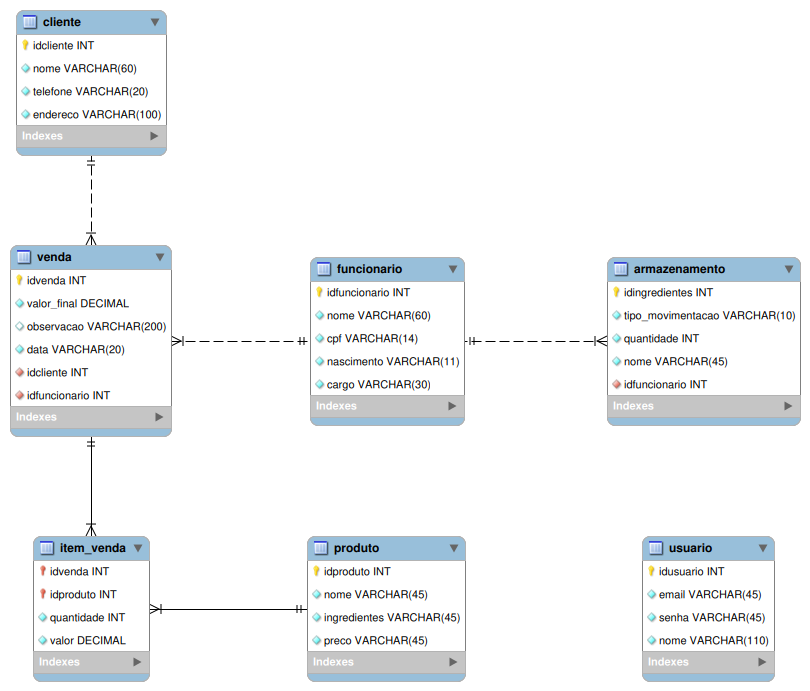 cliente
idcliente INT
nome VARCHAR(60)
telefone VARCHAR(20)
endereco VARCHAR(100)
Indexes
venda
idvenda INT
valor_final DECIMAL
observacao VARCHAR(200)
data VARCHAR(20)
idcliente INT
idfuncionario INT
Indexes
funcionario
idfuncionario INT
nome VARCHAR(60)
cpf VARCHAR(14)
nascimento VARCHAR(11)
cargo VARCHAR(30)
Indexes
armazenamento
idingredientes INT
tipo_movimentacao VARCHAR(10)
quantidade INT
nome VARCHAR(45)
idfuncionario INT
Indexes
item_venda
idvenda INT
idproduto INT
quantidade INT
valor DECIMAL
Indexes
produto
idproduto INT
nome VARCHAR(45)
ingredientes VARCHAR(45)
preco VARCHAR(45)
Indexes
usuario
idusuario INT
email VARCHAR(45)
senha VARCHAR(45)
nome VARCHAR(110)
Indexes